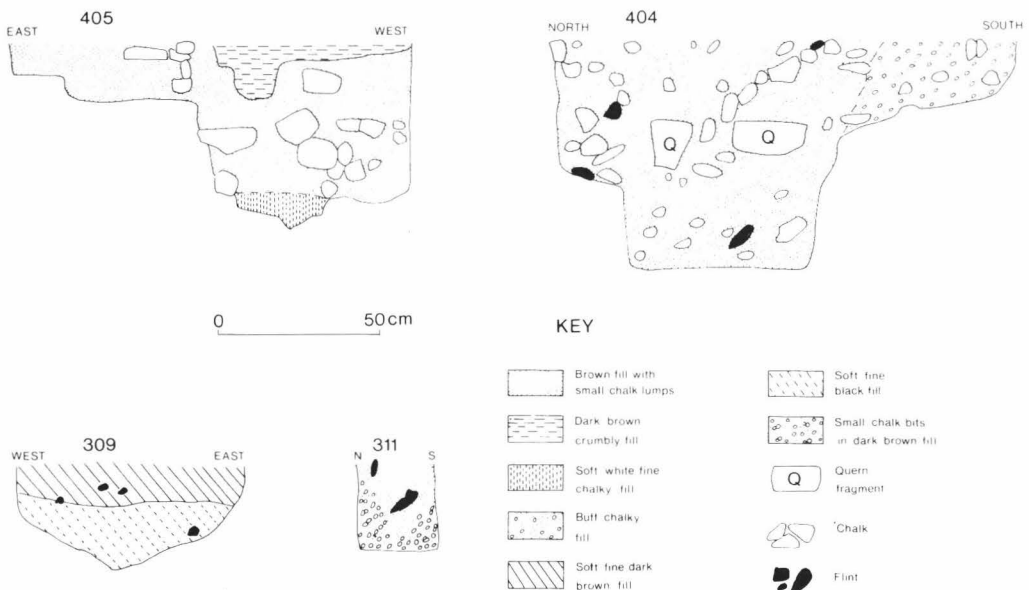 405
EAST
WEST
404
NORTH
SOUTH
Q
Q
0 50cm
KEY
Brown fill with
small chalk lumps
Dark brown
crumbly fill
Soft white fine
chalky fill
Buff chalky
fill
Soft fine dark
brown fill
Soft fine
black fill
Small chalk bits
in dark brown fill
Q
Quern
fragment
Chalk
Flint
309
WEST
EAST
311
N S